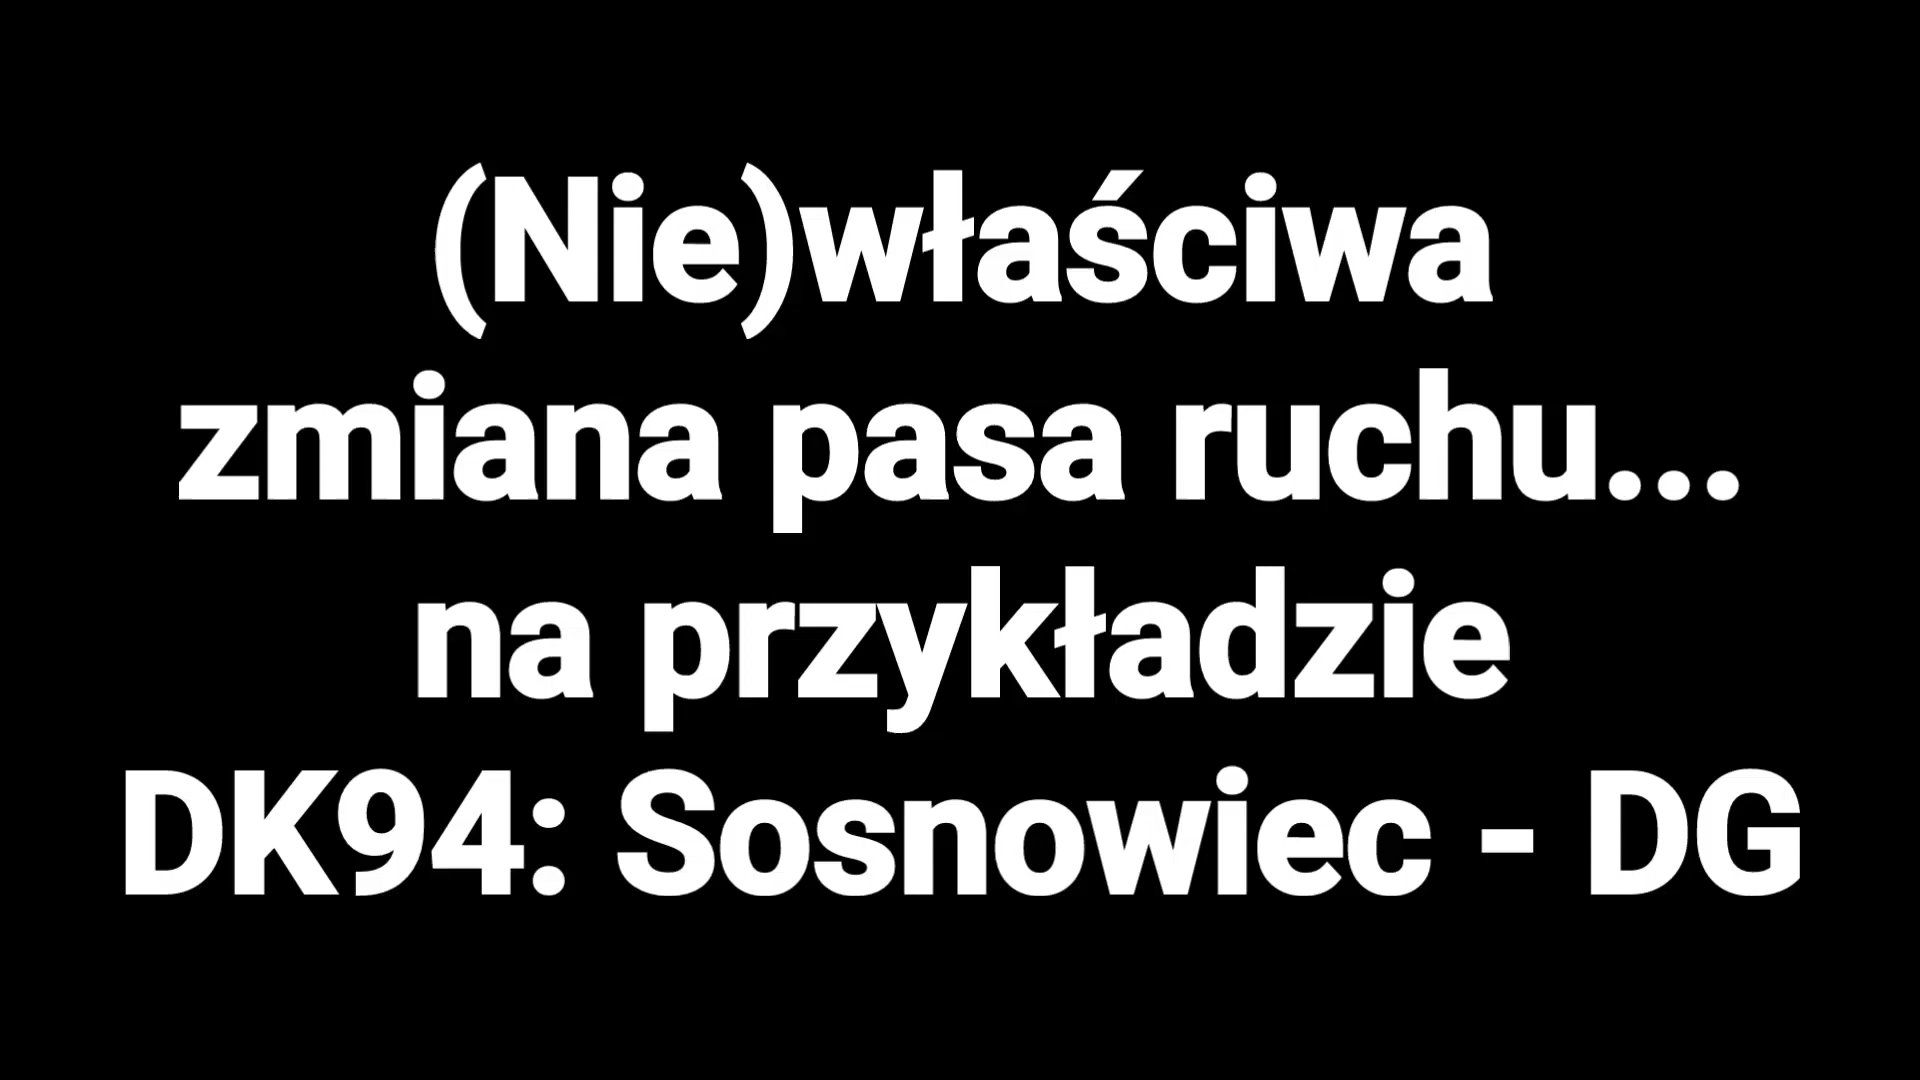 (Nie)właściwa
zmiana pasa ruchu...
na przykładzie
DK94: Sosnowiec - DG